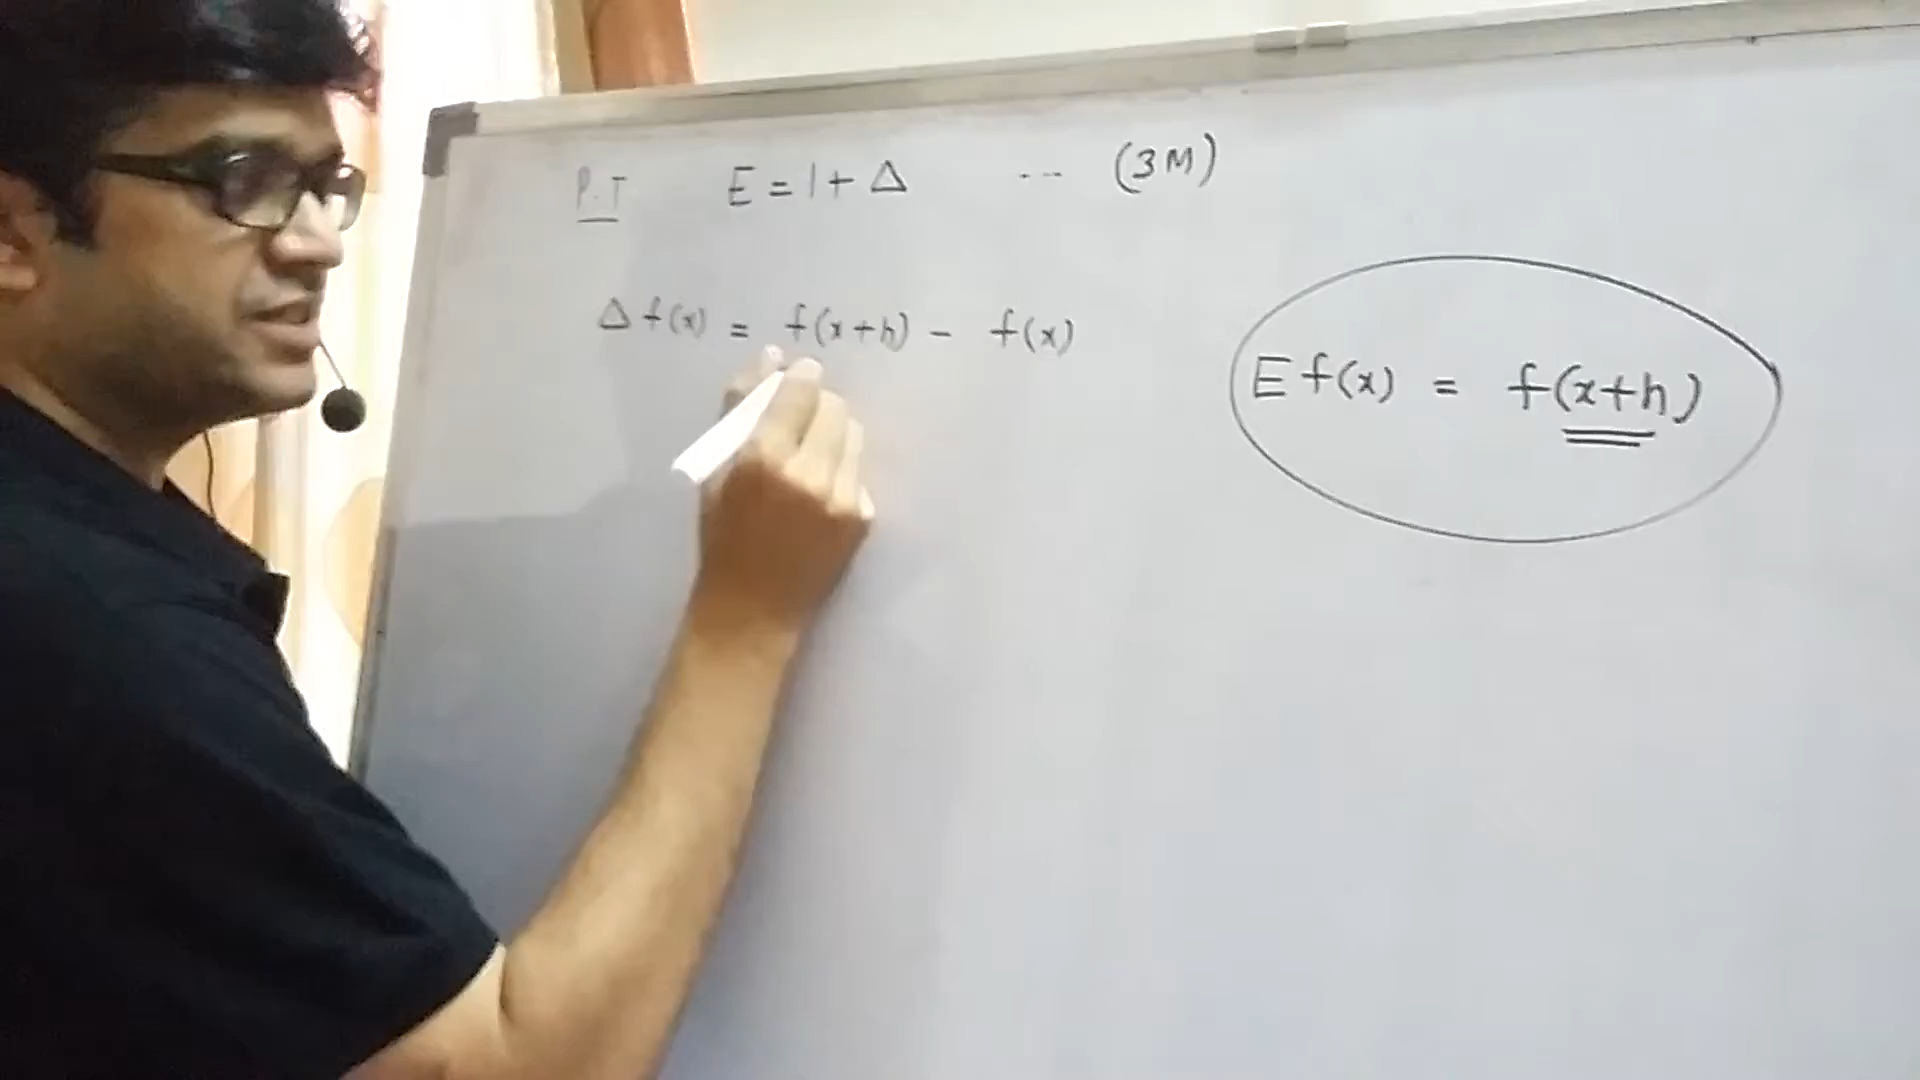 P.T E = 1 + Δ --- (3M)
Δ f(x) = f(x+h) - f(x)
E f(x) = f(x+h)